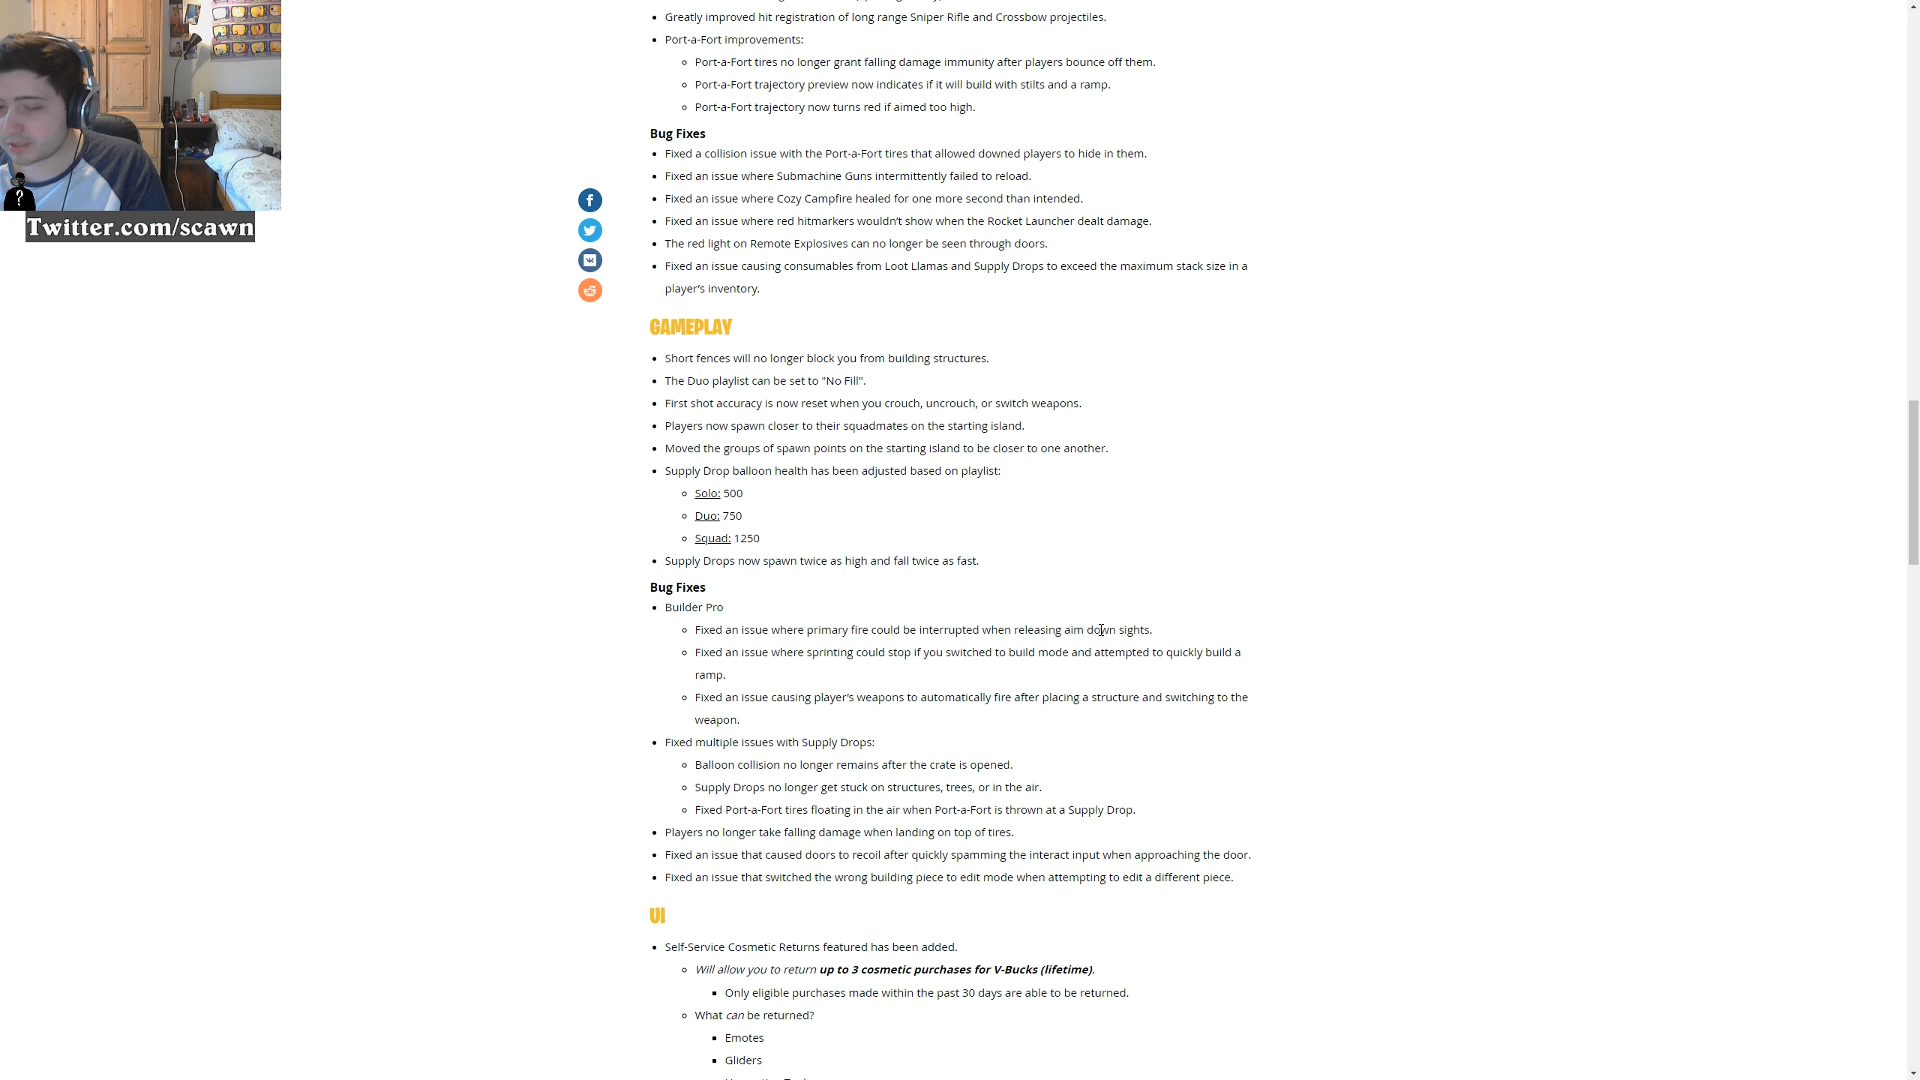 Greatly improved hit registration of long range Sniper Rifle and Crossbow projectiles.
Port-a-Fort improvements:
Port-a-Fort tires no longer grant falling damage immunity after players bounce off them.
Port-a-Fort trajectory preview now indicates if it will build with stilts and a ramp.
Port-a-Fort trajectory now turns red if aimed too high.
Bug Fixes
Fixed a collision issue with the Port-a-Fort tires that allowed downed players to hide in them.
Fixed an issue where Submachine Guns intermittently failed to reload.
Fixed an issue where Cozy Campfire healed for one more second than intended.
Fixed an issue where red hitmarkers wouldn't show when the Rocket Launcher dealt damage.
The red light on Remote Explosives can no longer be seen through doors.
Fixed an issue causing consumables from Loot Llamas and Supply Drops to exceed the maximum stack size in a
player's inventory.
?
Twitter.com/scawn
GAMEPLAY
Short fences will no longer block you from building structures.
The Duo playlist can be set to "No Fill".
First shot accuracy is now reset when you crouch, uncrouch, or switch weapons.
Players now spawn closer to their squadmates on the starting island.
Moved the groups of spawn points on the starting island to be closer to one another.
Supply Drop balloon health has been adjusted based on playlist:
Solo: 500
Duo: 750
Squad: 1250
Supply Drops now spawn twice as high and fall twice as fast.
Bug Fixes
Builder Pro
Fixed an issue where primary fire could be interrupted when releasing aim down sights.
Fixed an issue where sprinting could stop if you switched to build mode and attempted to quickly build a
ramp.
Fixed an issue causing player's weapons to automatically fire after placing a structure and switching to the
weapon.
Fixed multiple issues with Supply Drops:
Balloon collision no longer remains after the crate is opened.
Supply Drops no longer get stuck on structures, trees, or in the air.
Fixed Port-a-Fort tires floating in the air when Port-a-Fort is thrown at a Supply Drop.
Players no longer take falling damage when landing on top of tires.
Fixed an issue that caused doors to recoil after quickly spamming the interact input when approaching the door.
Fixed an issue that switched the wrong building piece to edit mode when attempting to edit a different piece.
UI
Self-Service Cosmetic Returns featured has been added.
Will allow you to return up to 3 cosmetic purchases for V-Bucks (lifetime).
Only eligible purchases made within the past 30 days are able to be returned.
What can be returned?
Emotes
Gliders